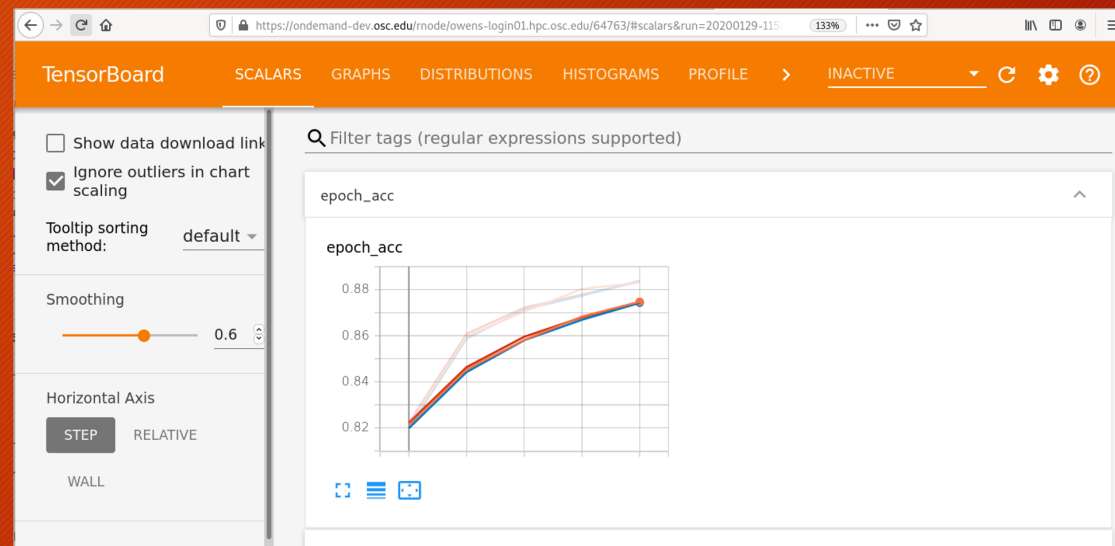 https://ondemand-dev.osc.edu/rnode/owens-login01.hpc.osc.edu/64763/#scalars&run=20200129-115
133%
TensorBoard
SCALARS
GRAPHS
DISTRIBUTIONS
HISTOGRAMS
PROFILE
INACTIVE
Show data download link
Ignore outliers in chart
scaling
Tooltip sorting
method:
default
Smoothing
0.6
Horizontal Axis
STEP
RELATIVE
WALL
Filter tags (regular expressions supported)
epoch_acc
epoch_acc
0.88
0.86
0.84
0.82